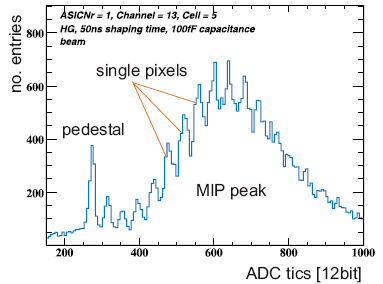 ASICNr = 1, Channel = 13, Cell = 5
HG, 50ns shaping time, 100fF capacitance
beam
no. entries
800
600
400
200
single pixels
pedestal
MIP peak
200
400
600
800
1000
ADC tics [12bit]